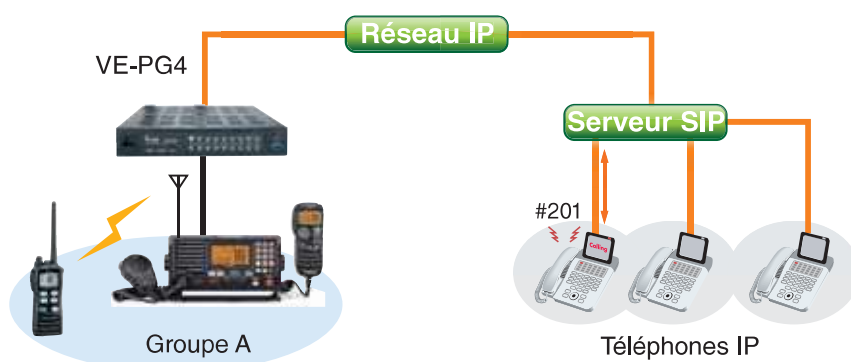 Réseau IP
VE-PG4
Serveur SIP
#201
Calling
Groupe A
Téléphones IP